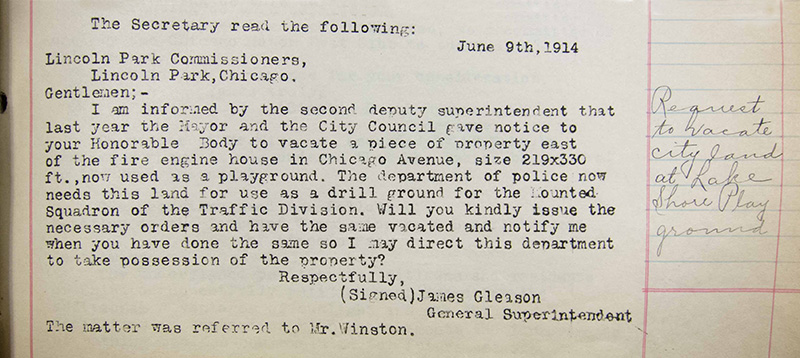 The Secretary read the following:
June 9th,1914
Lincoln Park Commissioners,
Lincoln Park,Chicago.
Gentlemen;-
I am informed by the second deputy superintendent that
last year the Mayor and the City Council gave notice to
your Honorable Body to vacate a piece of property east
of the fire engine house in Chicago Avenue, size 219x330
ft.,now used as a playground. The department of police now
needs this land for use as a drill ground for the Mounted
Squadron of the Traffic Division. Will you kindly issue the
necessary orders and have the same vacated and notify me
when you have done the same so I may direct this department
to take possession of the property?
Respectfully,
(Signed)James Gleason
General Superintendent
The matter was referred to Mr.Winston.
Request
to vacate
city land
at Lake
Shore Play
ground